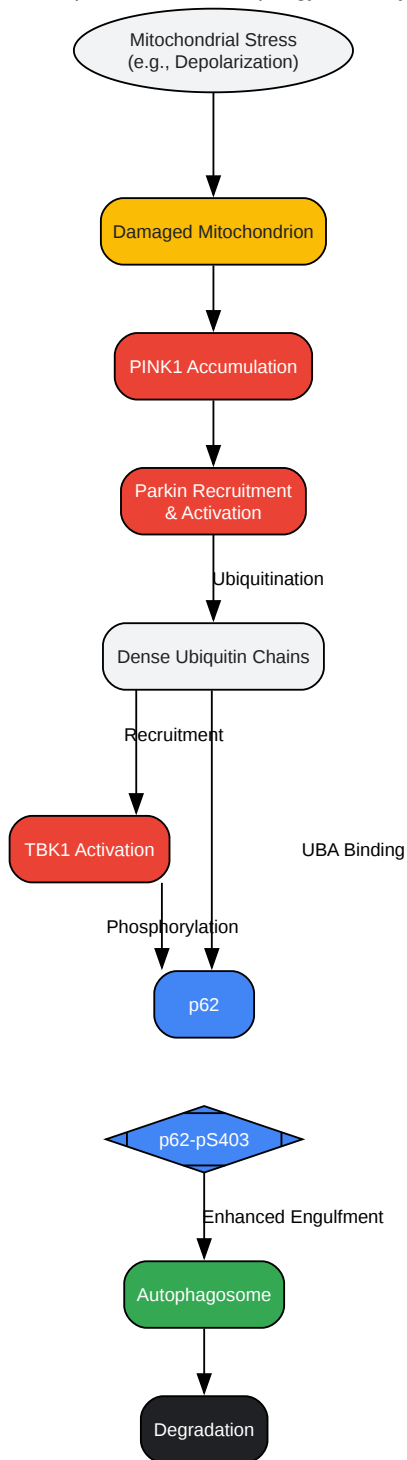 Mitochondrial Stress
(e.g., Depolarization)
Damaged Mitochondrion
PINK1 Accumulation
Parkin Recruitment
& Activation
Ubiquitination
Dense Ubiquitin Chains
Recruitment
TBK1 Activation
UBA Binding
Phosphorylation
p62
p62-pS403
Enhanced Engulfment
Autophagosome
Degradation